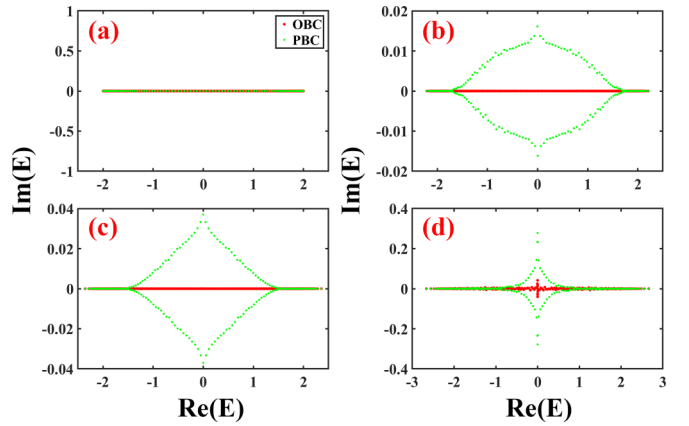 (a)
OBC
PBC
1
0.5
0
-0.5
-1
-2 -1 0 1 2
(b)
0.02
0.01
0
-0.01
-0.02
-2 -1 0 1 2
(c)
0.04
0.02
0
-0.02
-0.04
-2 -1 0 1 2
(d)
0.4
0.2
0
-0.2
-0.4
-3 -2 -1 0 1 2 3
Im(E)
Im(E)
Re(E)
Re(E)